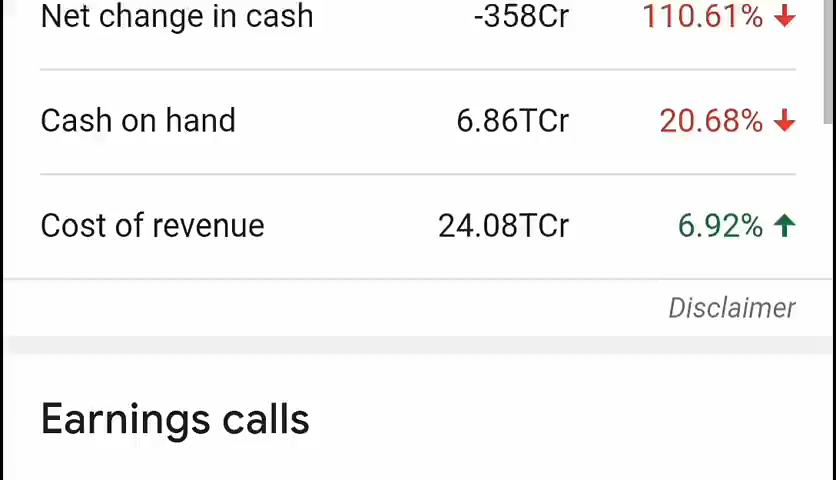 Net change in cash -358Cr 110.61%
Cash on hand 6.86TCr 20.68%
Cost of revenue 24.08TCr 6.92%
Disclaimer
Earnings calls